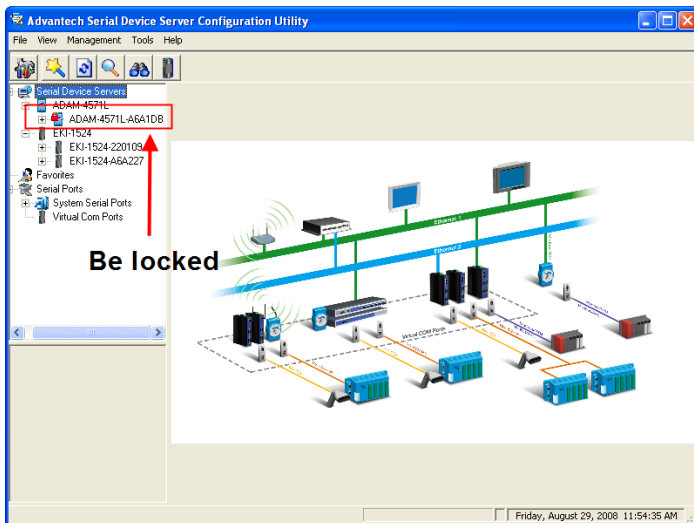 Advantech Serial Device Server Configuration Utility
File View Management Tools Help
Serial Device Servers
ADAM-4571L
ADAM-4571L-A6A1DB
EKI-1524
EKI-1524-220109
EKI-1524-A6A227
Favorites
Serial Ports
System Serial Ports
Virtual Com Ports
Be locked
Ethernet 1
Ethernet 2
Virtual COM Ports
Friday, August 29, 2008 11:54:35 AM